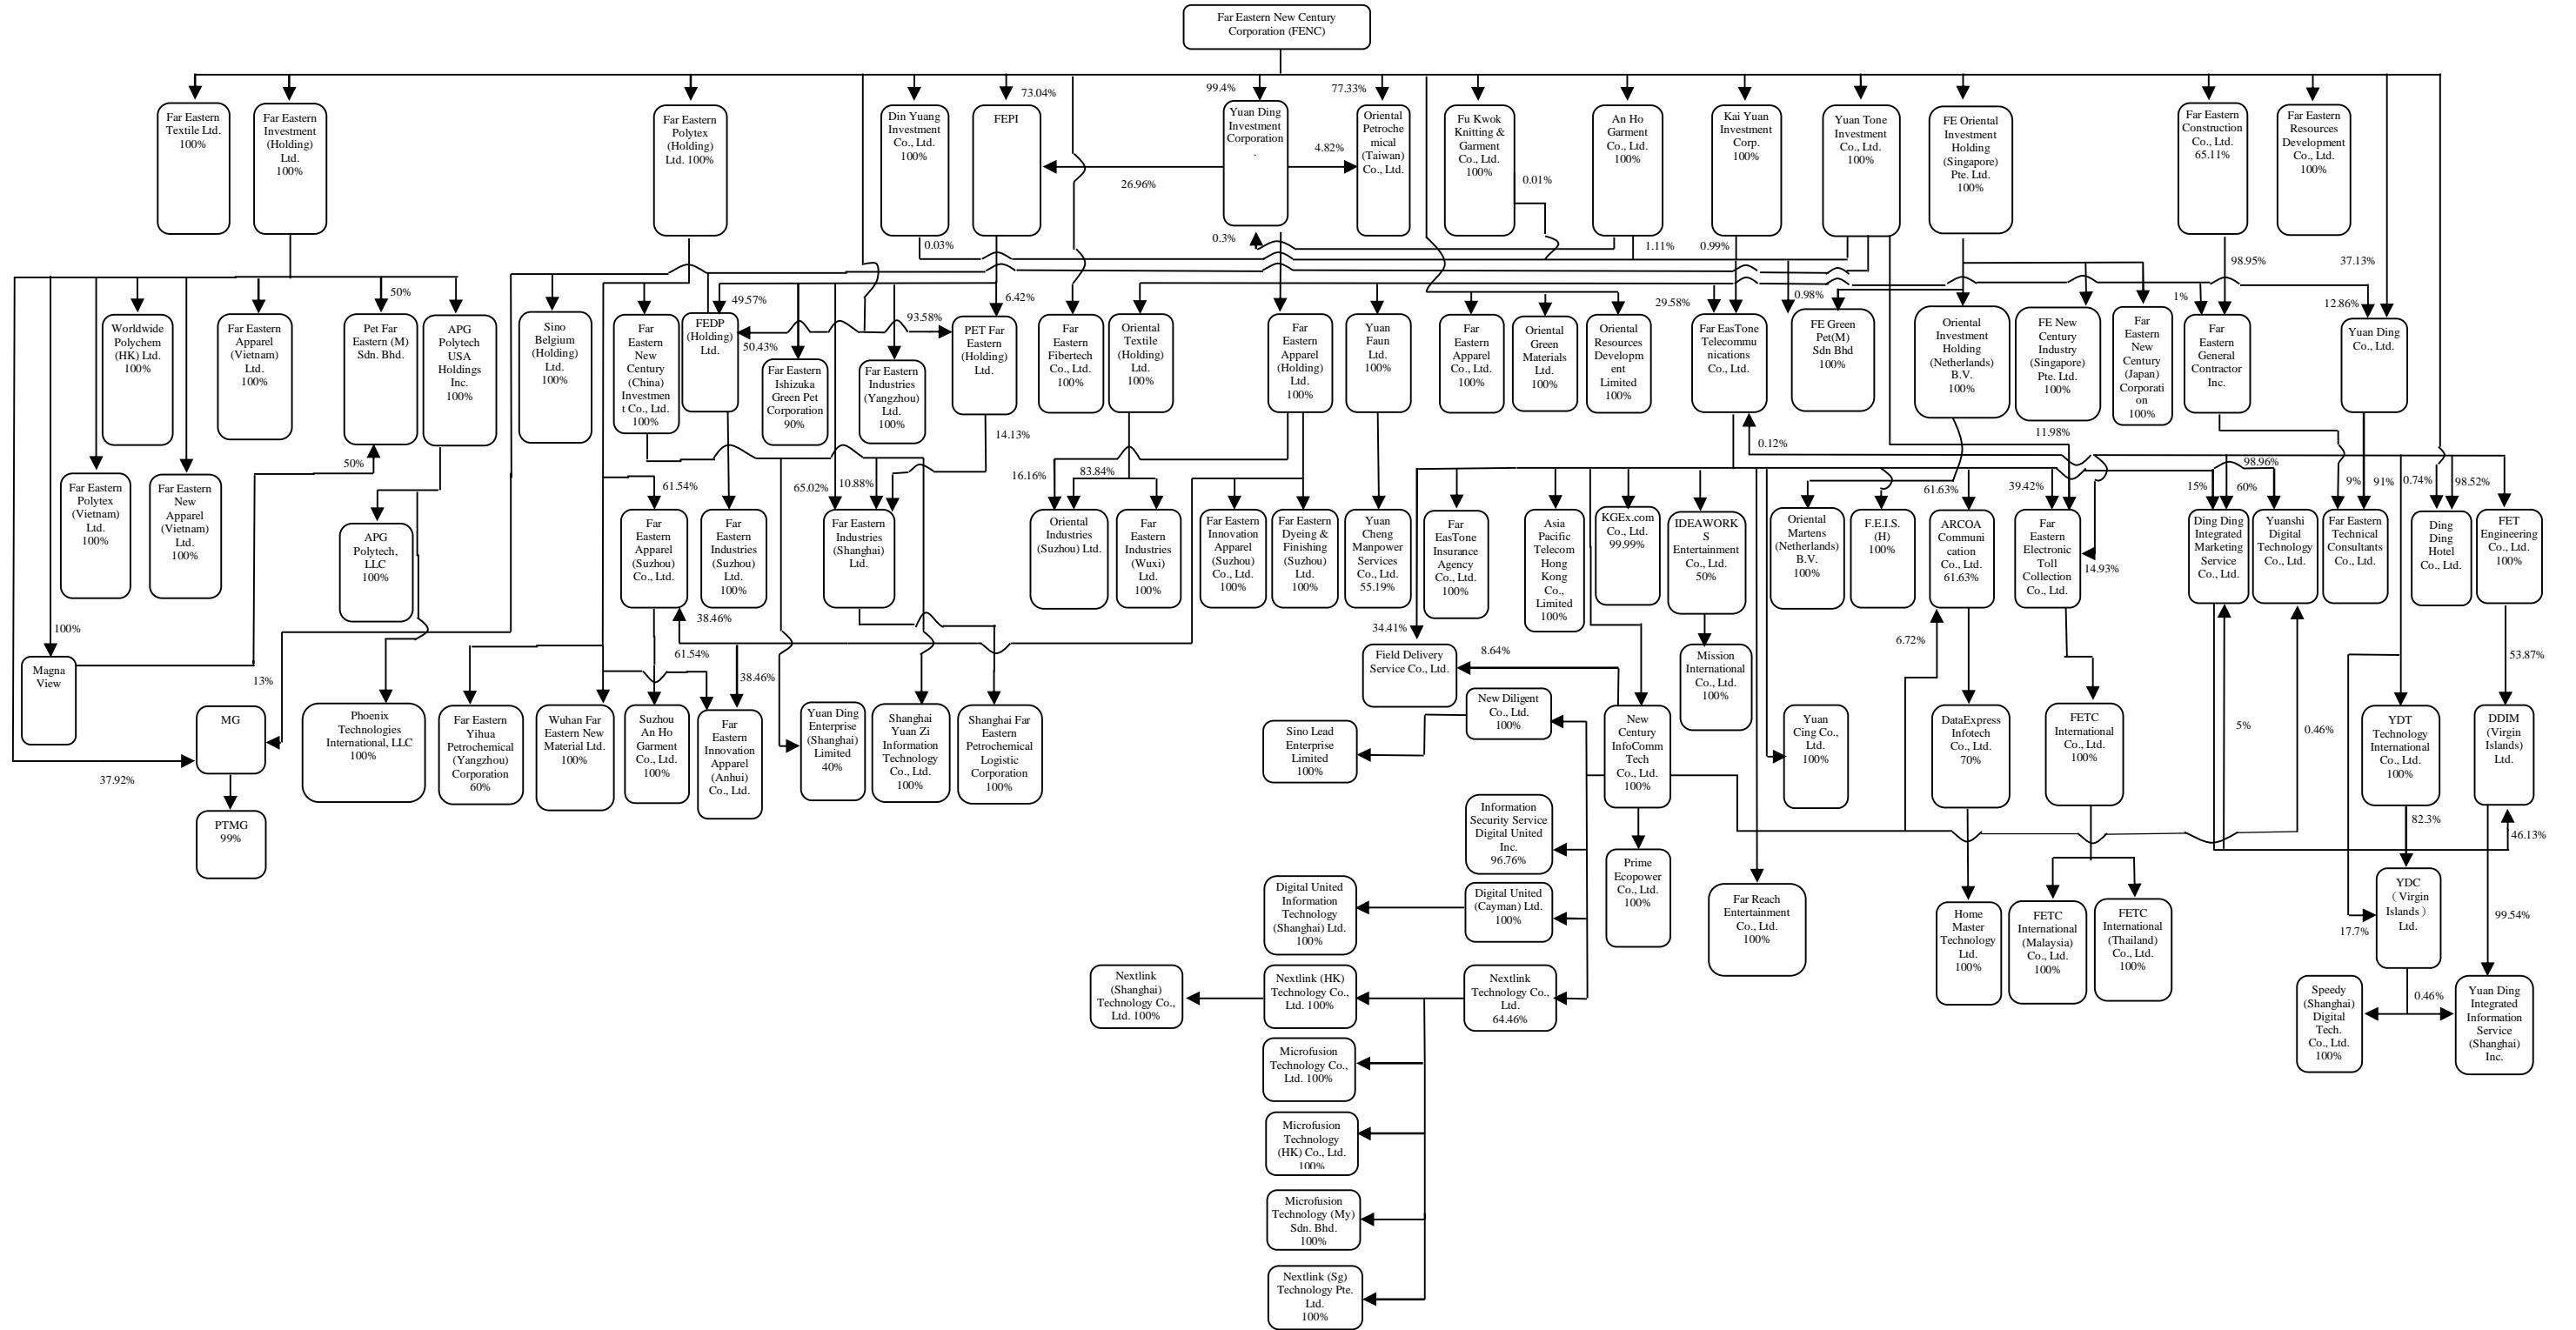 Far Eastern New Century
Corporation (FENC)
Far Eastern
Textile Ltd.
100%
Far Eastern
Investment
(Holding)
Ltd.
100%
Far Eastern
Polytex
(Holding)
Ltd. 100%
Din Yuang
Investment
Co., Ltd.
100%
73.04%
FEPI
99.4%
Yuan Ding
Investment
Corporation
.
77.33%
Oriental
Petroche
mical
(Taiwan)
Co., Ltd.
4.82%
26.96%
Fu Kwok
Knitting &
Garment
Co., Ltd.
100%
0.01%
An Ho
Garment
Co., Ltd.
100%
Kai Yuan
Investment
Corp.
100%
Yuan Tone
Investment
Co., Ltd.
100%
FE Oriental
Investment
Holding
(Singapore)
Pte. Ltd.
100%
Far Eastern
Construction
Co., Ltd.
65.11%
Far Eastern
Resources
Development
Co., Ltd.
100%
0.03%
0.3%
1.11%
0.99%
98.95%
37.13%
50%
49.57%
6.42%
93.58%
50.43%
29.58%
0.98%
1%
12.86%
Worldwide
Polychem
(HK) Ltd.
100%
Far Eastern
Apparel
(Vietnam)
Ltd.
100%
Pet Far
Eastern (M)
Sdn. Bhd.
APG
Polytech
USA
Holdings
Inc.
100%
Sino
Belgium
(Holding)
Ltd.
100%
Far
Eastern
New
Century
(China)
Investmen
t Co., Ltd.
100%
FEDP
(Holding)
Ltd.
Far Eastern
Ishizuka
Green Pet
Corporation
90%
Far Eastern
Industries
(Yangzhou)
Ltd.
100%
PET Far
Eastern
(Holding)
Ltd.
Far
Eastern
Fibertech
Co., Ltd.
100%
Oriental
Textile
(Holding)
Ltd.
100%
Far
Eastern
Apparel
(Holding)
Ltd.
100%
Yuan
Faun
Ltd.
100%
Far
Eastern
Apparel
Co., Ltd.
100%
Oriental
Green
Materials
Ltd.
100%
Oriental
Resources
Developm
ent
Limited
100%
Far EasTone
Telecommu
nications
Co., Ltd.
FE Green
Pet(M)
Sdn Bhd
100%
Oriental
Investment
Holding
(Netherlands)
B.V.
100%
FE New
Century
Industry
(Singapore)
Pte. Ltd.
100%
Far
Eastern
New
Century
(Japan)
Corporati
on
100%
Far
Eastern
General
Contractor
Inc.
Yuan Ding
Co., Ltd.
50%
14.13%
0.12%
11.98%
61.54%
65.02%
10.88%
16.16%
83.84%
61.63%
39.42%
15%
98.96%
60%
9%
91%
0.74%
98.52%
Far Eastern
Polytex
(Vietnam)
Ltd.
100%
Far Eastern
New
Apparel
(Vietnam)
Ltd.
100%
APG
Polytech,
LLC
100%
Far
Eastern
Apparel
(Suzhou)
Co., Ltd.
Far
Eastern
Industries
(Suzhou)
Ltd.
100%
Far Eastern
Industries
(Shanghai)
Ltd.
Oriental
Industries
(Suzhou) Ltd.
Far
Eastern
Industries
(Wuxi)
Ltd.
100%
Far Eastern
Innovation
Apparel
(Suzhou)
Co., Ltd.
100%
Far Eastern
Dyeing &
Finishing
(Suzhou)
Ltd.
100%
Yuan
Cheng
Manpower
Services
Co., Ltd.
55.19%
Far
EasTone
Insurance
Agency
Co., Ltd.
100%
Asia
Pacific
Telecom
Hong
Kong
Co.,
Limited
100%
KGEx.com
Co., Ltd.
99.99%
IDEAWORK
S
Entertainment
Co., Ltd.
50%
Oriental
Martens
(Netherlands)
B.V.
100%
F.E.I.S.
(H)
100%
ARCOA
Communi
cation
Co., Ltd.
61.63%
Far
Eastern
Electronic
Toll
Collection
Co., Ltd.
14.93%
Ding Ding
Integrated
Marketing
Service
Co., Ltd.
Yuanshi
Digital
Technology
Co., Ltd.
Far Eastern
Technical
Consultants
Co., Ltd.
Ding
Ding
Hotel
Co., Ltd.
FET
Engineering
Co., Ltd.
100%
100%
38.46%
61.54%
38.46%
34.41%
8.64%
6.72%
53.87%
Magna
View
13%
37.92%
MG
PTMG
99%
Phoenix
Technologies
International, LLC
100%
Far Eastern
Yihua
Petrochemical
(Yangzhou)
Corporation
60%
Wuhan Far
Eastern New
Material Ltd.
100%
Suzhou
An Ho
Garment
Co., Ltd.
100%
Far
Eastern
Innovation
Apparel
(Anhui)
Co., Ltd.
Yuan Ding
Enterprise
(Shanghai)
Limited
40%
Shanghai
Yuan Zi
Information
Technology
Co., Ltd.
100%
Shanghai Far
Eastern
Petrochemical
Logistic
Corporation
100%
Field Delivery
Service Co., Ltd.
New Diligent
Co., Ltd.
100%
Sino Lead
Enterprise
Limited
100%
New
Century
InfoComm
Tech
Co., Ltd.
100%
Mission
International
Co., Ltd.
100%
Yuan
Cing Co.,
Ltd.
100%
DataExpress
Infotech
Co., Ltd.
70%
FETC
International
Co., Ltd.
100%
5%
0.46%
YDT
Technology
International
Co., Ltd.
100%
DDIM
(Virgin
Islands)
Ltd.
82.3%
46.13%
Information
Security Service
Digital United
Inc.
96.76%
Prime
Ecopower
Co., Ltd.
100%
Digital United
Information
Technology
(Shanghai) Ltd.
100%
Digital United
(Cayman) Ltd.
100%
Far Reach
Entertainment
Co., Ltd.
100%
Home
Master
Technology
Ltd.
100%
FETC
International
(Malaysia)
Co., Ltd.
100%
FETC
International
(Thailand)
Co., Ltd.
100%
YDC
（Virgin
Islands）
Ltd.
17.7%
99.54%
Nextlink
(Shanghai)
Technology Co.,
Ltd. 100%
Nextlink (HK)
Technology Co.,
Ltd. 100%
Nextlink
Technology Co.,
Ltd.
64.46%
Speedy
(Shanghai)
Digital
Tech.
Co., Ltd.
100%
0.46%
Yuan Ding
Integrated
Information
Service
(Shanghai)
Inc.
Microfusion
Technology Co.,
Ltd. 100%
Microfusion
Technology
(HK) Co., Ltd.
100%
Microfusion
Technology (My)
Sdn. Bhd.
100%
Nextlink (Sg)
Technology Pte.
Ltd.
100%